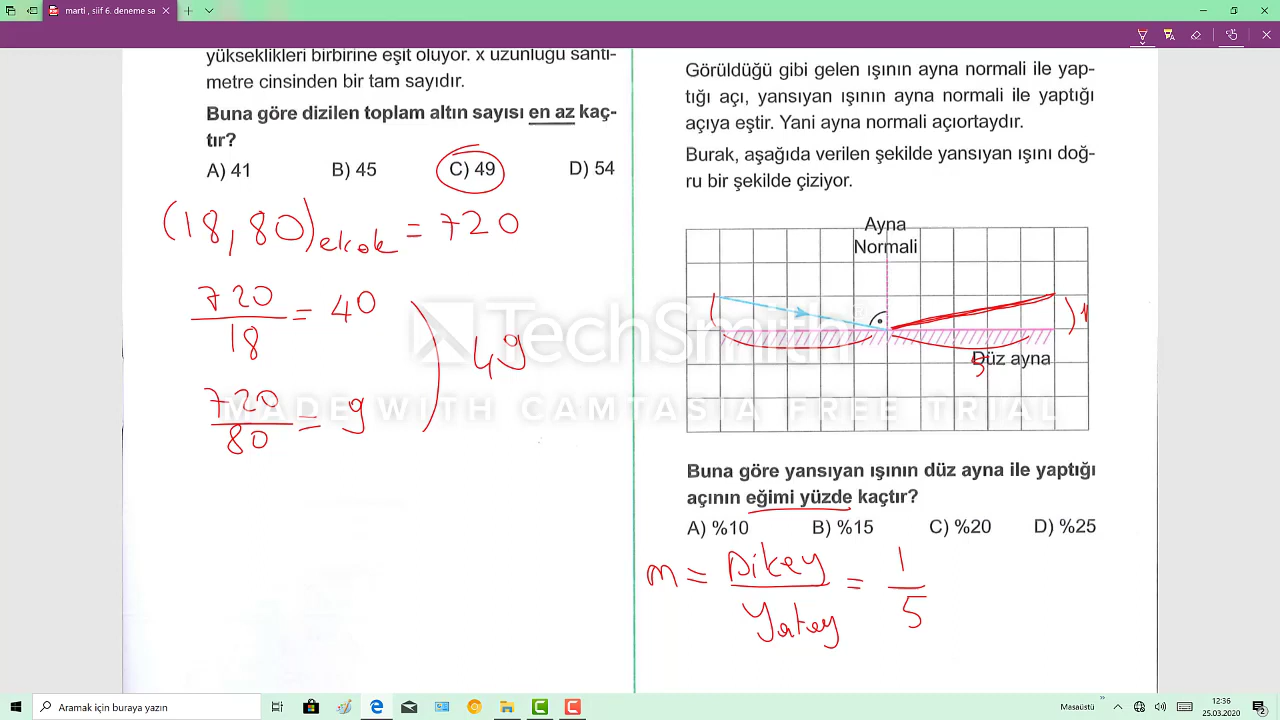 marti , siif 6. deneme sa
yükseklikleri birbirine eşit oluyor. x uzunluğu santi-
metre cinsinden bir tam sayıdır.
Buna göre dizilen toplam altın sayısı en az kaç-
tır?
A) 41 B) 45 C) 49 D) 54
(18, 80)ekok = 720
720/18 = 40
720/80 = 9
49
Görüldüğü gibi gelen ışının ayna normali ile yap-
tığı açı, yansıyan ışının ayna normali ile yaptığı
açıya eştir. Yani ayna normali açıortaydır.
Burak, aşağıda verilen şekilde yansıyan ışını doğ-
ru bir şekilde çiziyor.
Ayna
Normali
1
5
Düz ayna
Buna göre yansıyan ışının düz ayna ile yaptığı
açının eğimi yüzde kaçtır?
A) %10 B) %15 C) %20 D) %25
m = Dikey/Yatay = 1/5
TechSmith
MADE WITH CAMTASIA FREE TRIAL
Aramak için buraya yazın
Masaüstü
12:36
25.03.2020
2